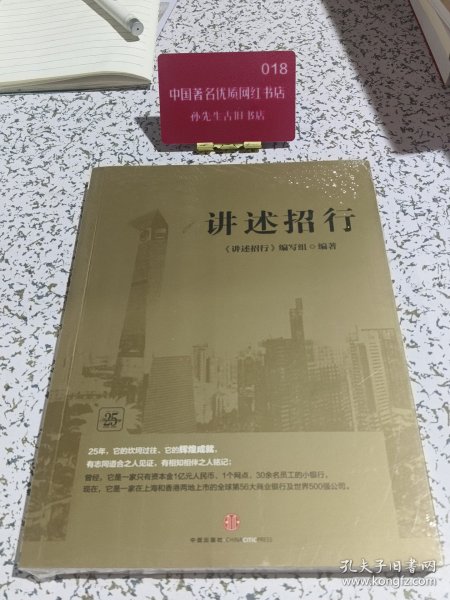 018
中国著名优质网红书店
孙先生古旧书店
讲述招行
《讲述招行》编写组◎编著
25
25年，它的坎坷过往、它的辉煌成就，
有志同道合之人见证，有相知相伴之人铭记：
曾经，它是一家只有资本金1亿元人民币、1个网点、30余名员工的小银行，
现在，它是一家在上海和香港两地上市的全球第56大商业银行及世界500强公司。
中信出版社 CHINA CITIC PRESS
孔夫子旧书网
www.kongfz.com